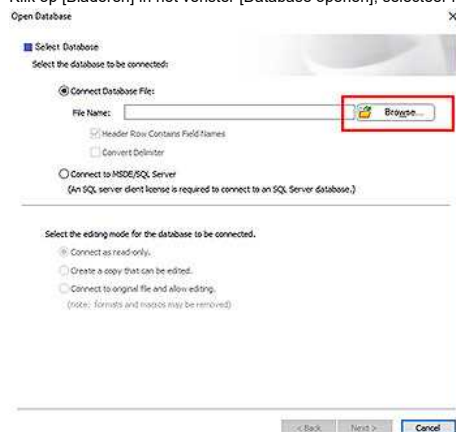 Klik op [Bladeren] in het venster [Database openen], selecteer
Open Database
Select Database
Select the database to be connected:
Connect Database File:
File Name:
Browse...
Header Row Contains Field Names
Convert Delimiter
Connect to MSDE/SQL Server
(An SQL server client license is required to connect to an SQL Server database.)
Select the editing mode for the database to be connected.
Connect as read-only.
Create a copy that can be edited.
Connect to original file and allow editing.
(note: formats and macros may be removed)
< Back Next > Cancel